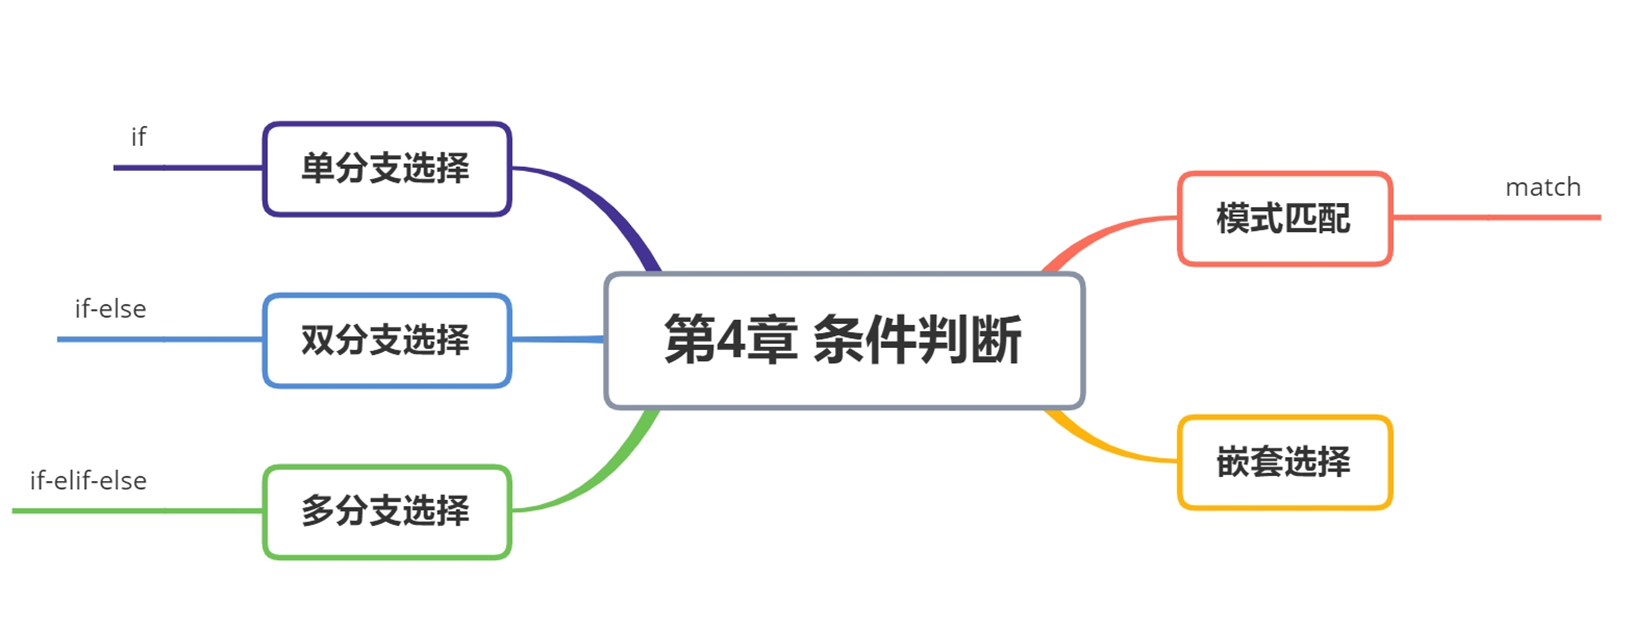 第4章 条件判断
单分支选择
if
双分支选择
if-else
多分支选择
if-elif-else
模式匹配
match
嵌套选择